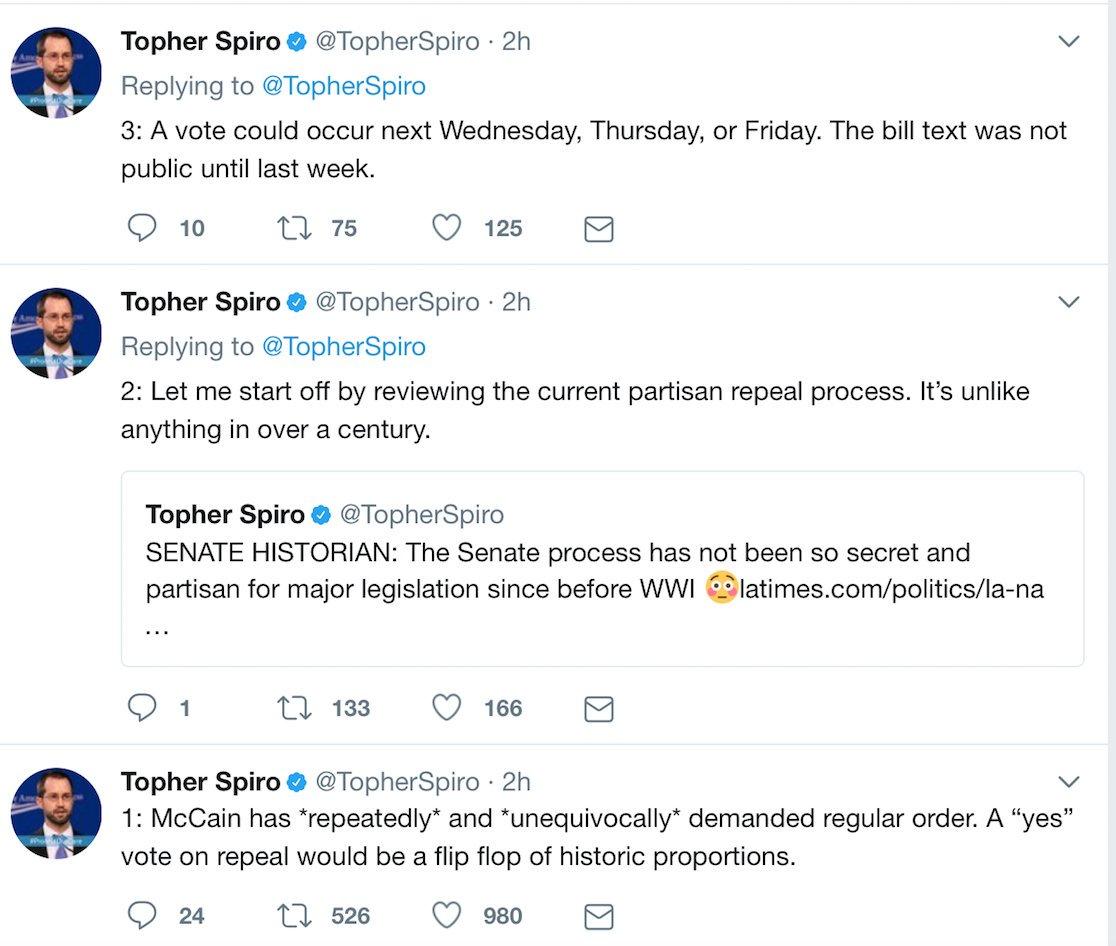 Topher Spiro @TopherSpiro · 2h
Replying to @TopherSpiro
3: A vote could occur next Wednesday, Thursday, or Friday. The bill text was not
public until last week.
10 75 125
Topher Spiro @TopherSpiro · 2h
Replying to @TopherSpiro
2: Let me start off by reviewing the current partisan repeal process. It’s unlike
anything in over a century.
Topher Spiro @TopherSpiro
SENATE HISTORIAN: The Senate process has not been so secret and
partisan for major legislation since before WWI 😳latimes.com/politics/la-na
…
1 133 166
Topher Spiro @TopherSpiro · 2h
1: McCain has *repeatedly* and *unequivocally* demanded regular order. A “yes”
vote on repeal would be a flip flop of historic proportions.
24 526 980